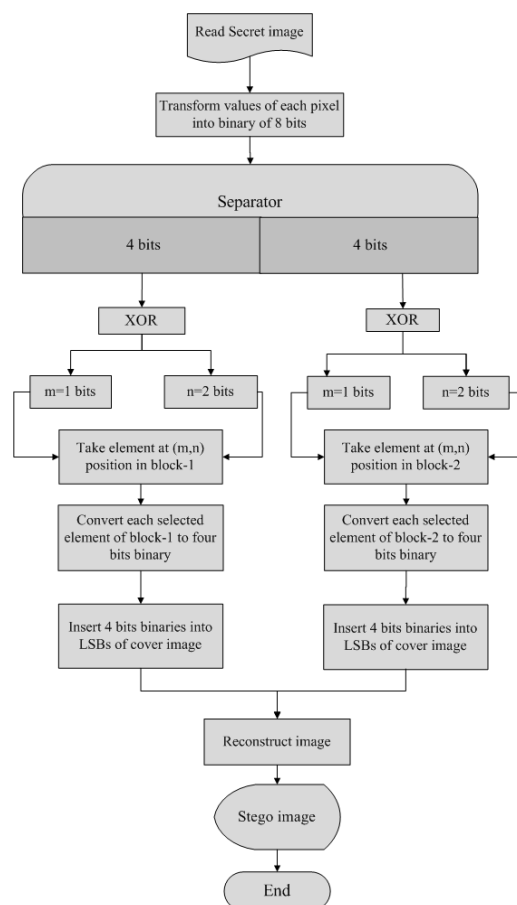 Read Secret image
Transform values of each pixel
into binary of 8 bits
Separator
4 bits
4 bits
XOR
XOR
m=1 bits
n=2 bits
m=1 bits
n=2 bits
Take element at (m,n)
position in block-1
Take element at (m,n)
position in block-2
Convert each selected
element of block-1 to four
bits binary
Convert each selected
element of block-2 to four
bits binary
Insert 4 bits binaries into
LSBs of cover image
Insert 4 bits binaries into
LSBs of cover image
Reconstruct image
Stego image
End